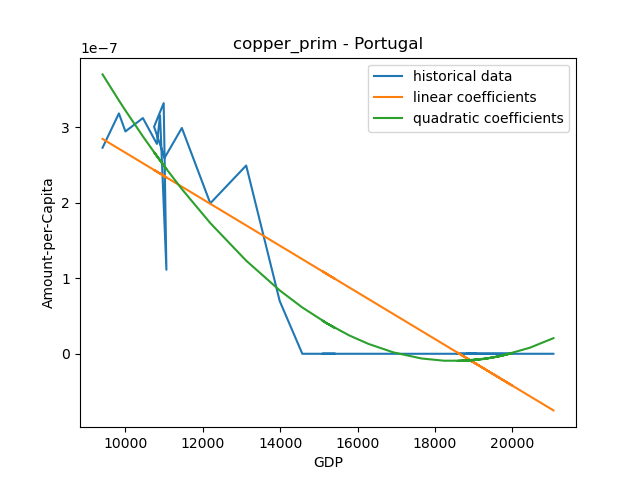 copper_prim - Portugal
1e−7
historical data
linear coefficients
quadratic coefficients
3
2
1
0
Amount-per-Capita
10000 12000 14000 16000 18000 20000
GDP